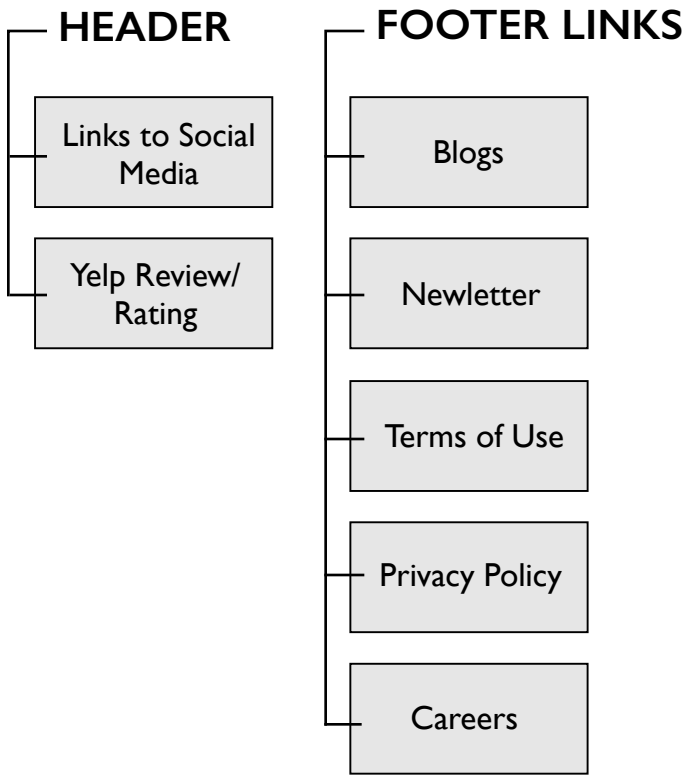 HEADER
Links to Social
Media
Yelp Review/
Rating
FOOTER LINKS
Blogs
Newletter
Terms of Use
Privacy Policy
Careers